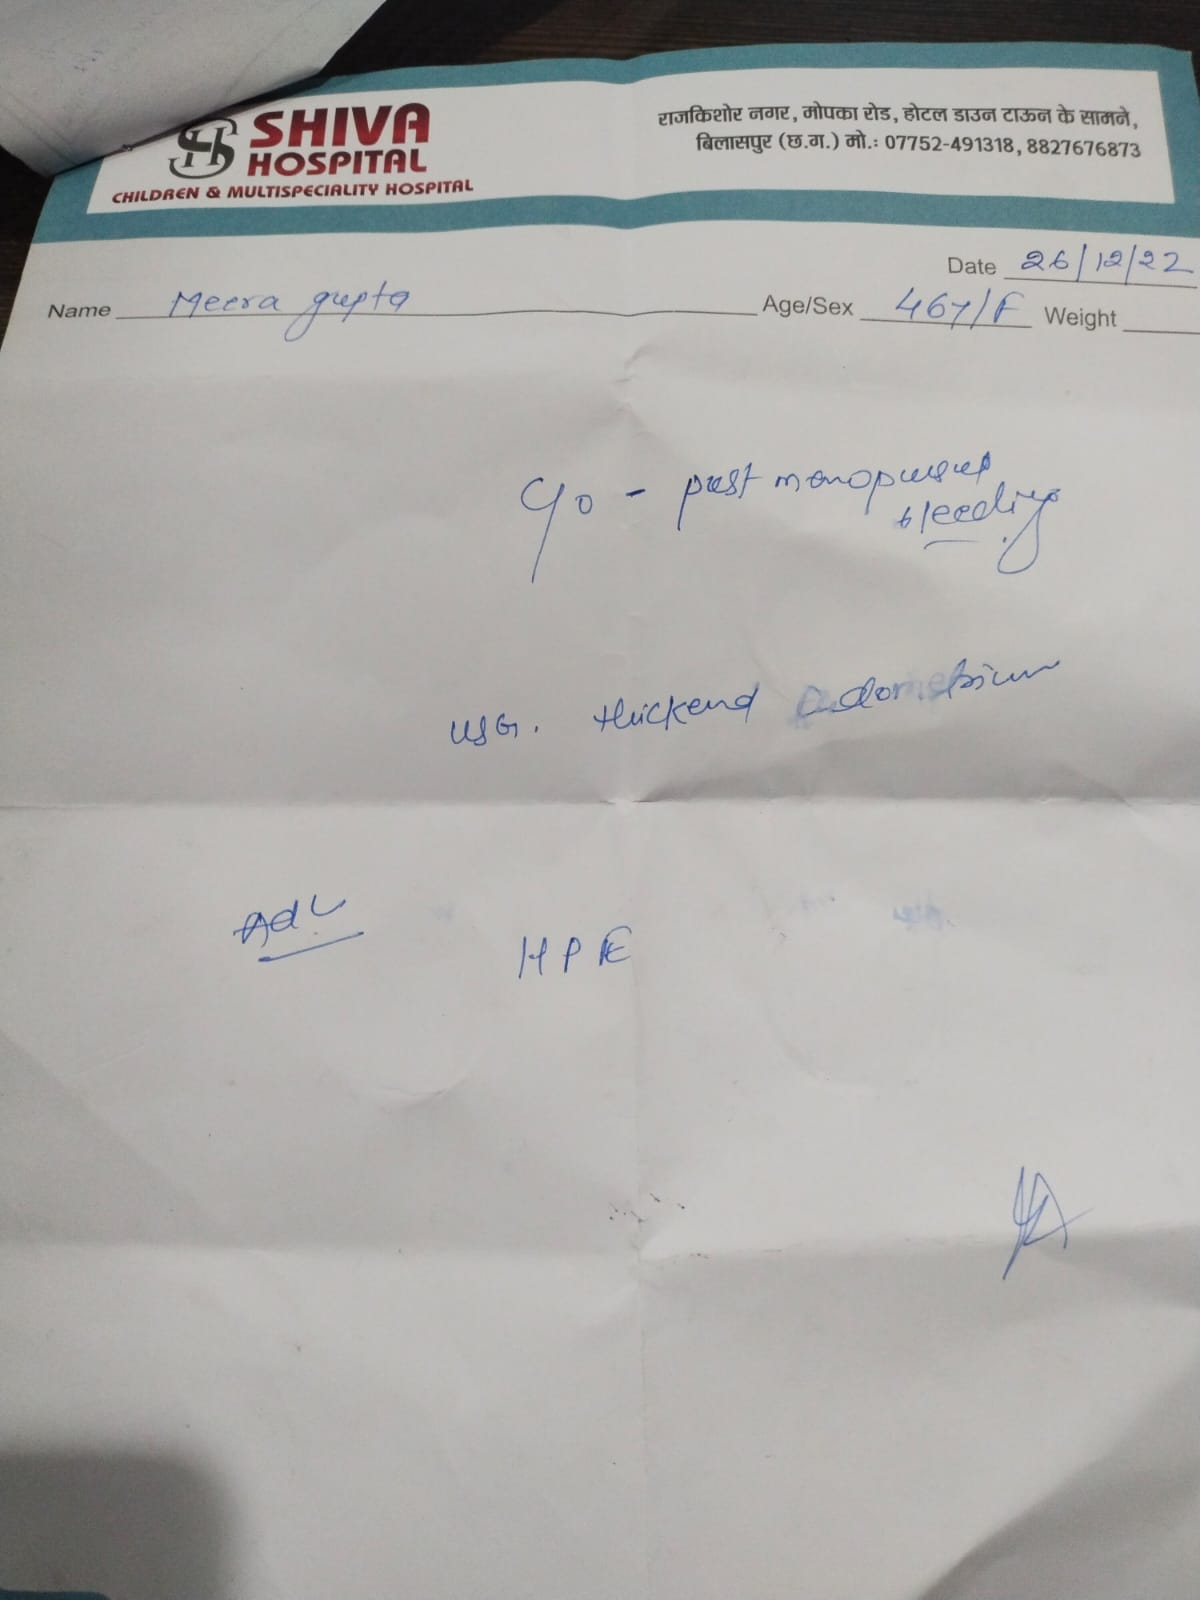 SHIVA
HOSPITAL
CHILDREN & MULTISPECIALITY HOSPITAL
राजकिशोर नगर, मोपका रोड, होटल डाउन टाऊन के सामने,
बिलासपुर (छ.ग.) मो.: 07752-491318, 8827676873
Date 26/12/22
Name Meera gupta Age/Sex 46y/F Weight
C/o - post menopausal
bleeding
USG. thickend endometrium
Adv
HPE